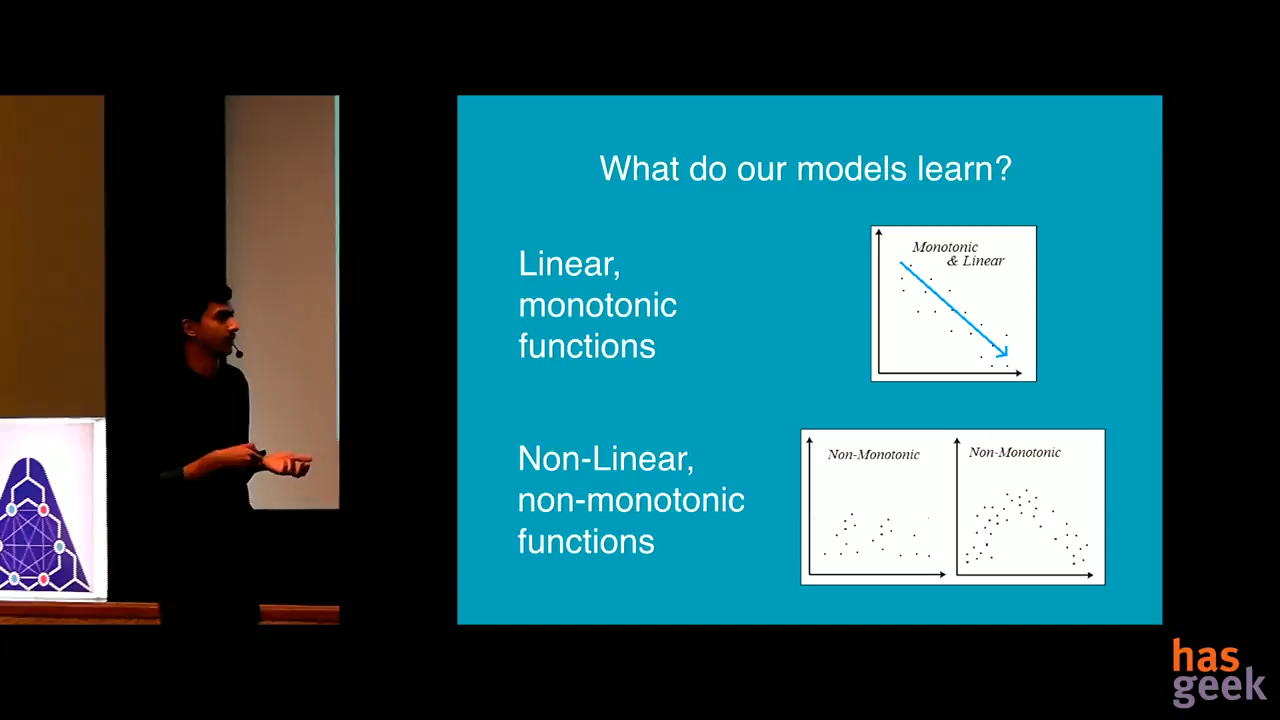 What do our models learn?
Linear,
monotonic
functions
Monotonic
& Linear
Non-Linear,
non-monotonic
functions
Non-Monotonic
Non-Monotonic
has
geek